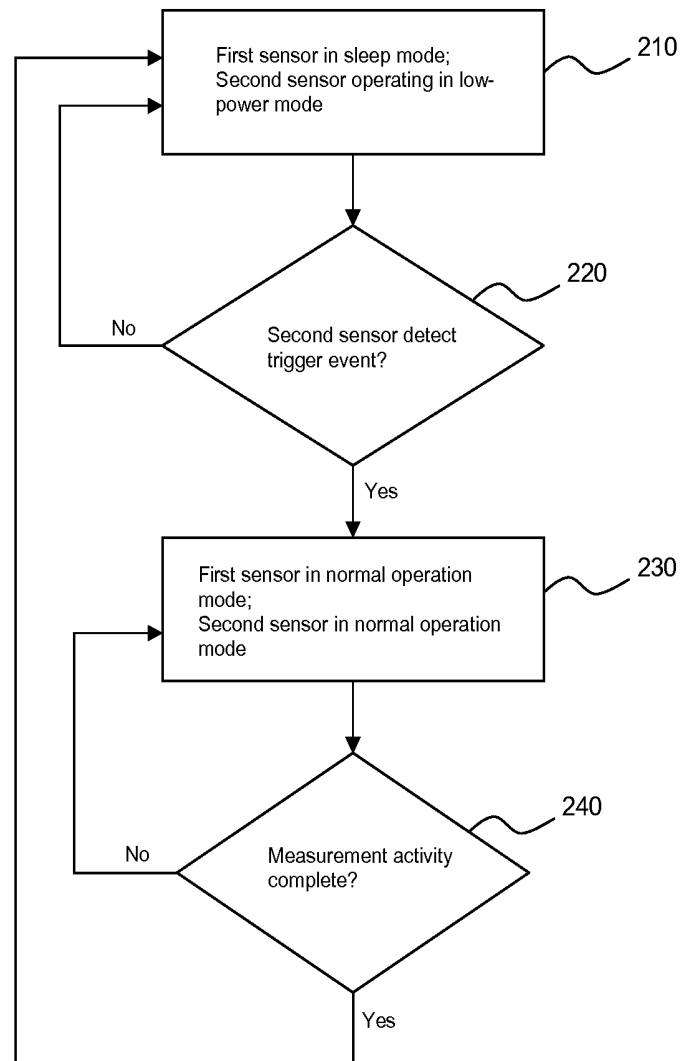 First sensor in sleep mode;
Second sensor operating in low-
power mode
210
220
Second sensor detect
trigger event?
No
Yes
First sensor in normal operation
mode;
Second sensor in normal operation
mode
230
240
Measurement activity
complete?
No
Yes